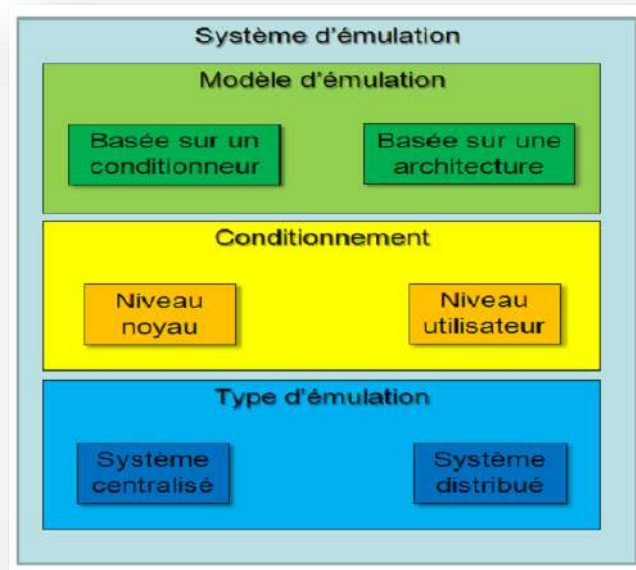 Système d'émulation
Modèle d'émulation
Basée sur un
conditionneur
Basée sur une
architecture
Conditionnement
Niveau
noyau
Niveau
utilisateur
Type d'émulation
Système
centralisé
Système
distribué